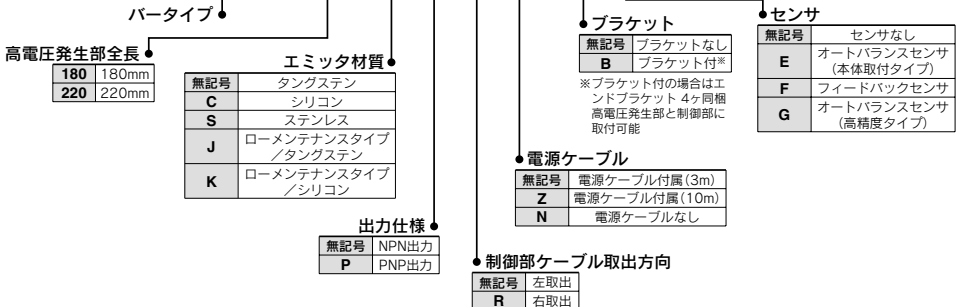 バータイプ
高電圧発生部全長
180 180mm
220 220mm
エミッタ材質
無記号 タングステン
C シリコン
S ステンレス
J ローメンテナンスタイプ
／タングステン
K ローメンテナンスタイプ
／シリコン
出力仕様
無記号 NPN出力
P PNP出力
制御部ケーブル取出方向
無記号 左取出
R 右取出
電源ケーブル
無記号 電源ケーブル付属(3m)
Z 電源ケーブル付属(10m)
N 電源ケーブルなし
ブラケット
無記号 ブラケットなし
B ブラケット付※
※ブラケット付の場合はエ
ンドブラケット 4ヶ同梱
高電圧発生部と制御部に
取付可能
センサ
無記号 センサなし
E オートバランスセンサ
(本体取付タイプ)
F フィードバックセンサ
G オートバランスセンサ
(高精度タイプ)